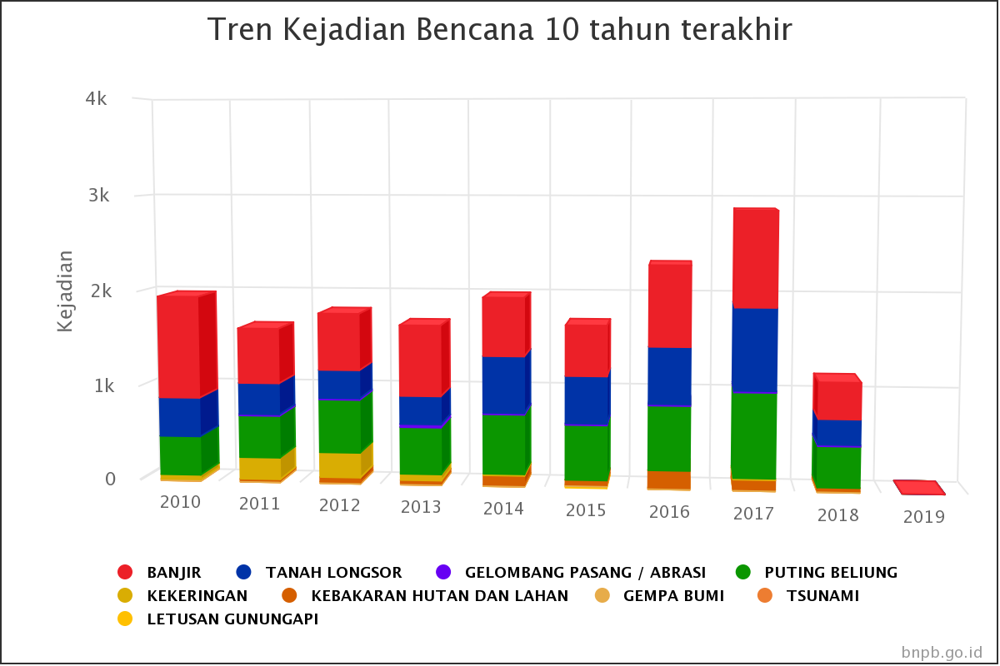 Tren Kejadian Bencana 10 tahun terakhir
4k
3k
2k
1k
0
Kejadian
2010 2011 2012 2013 2014 2015 2016 2017 2018 2019
BANJIR TANAH LONGSOR GELOMBANG PASANG / ABRASI PUTING BELIUNG
KEKERINGAN KEBAKARAN HUTAN DAN LAHAN GEMPA BUMI TSUNAMI
LETUSAN GUNUNGAPI
bnpb.go.id